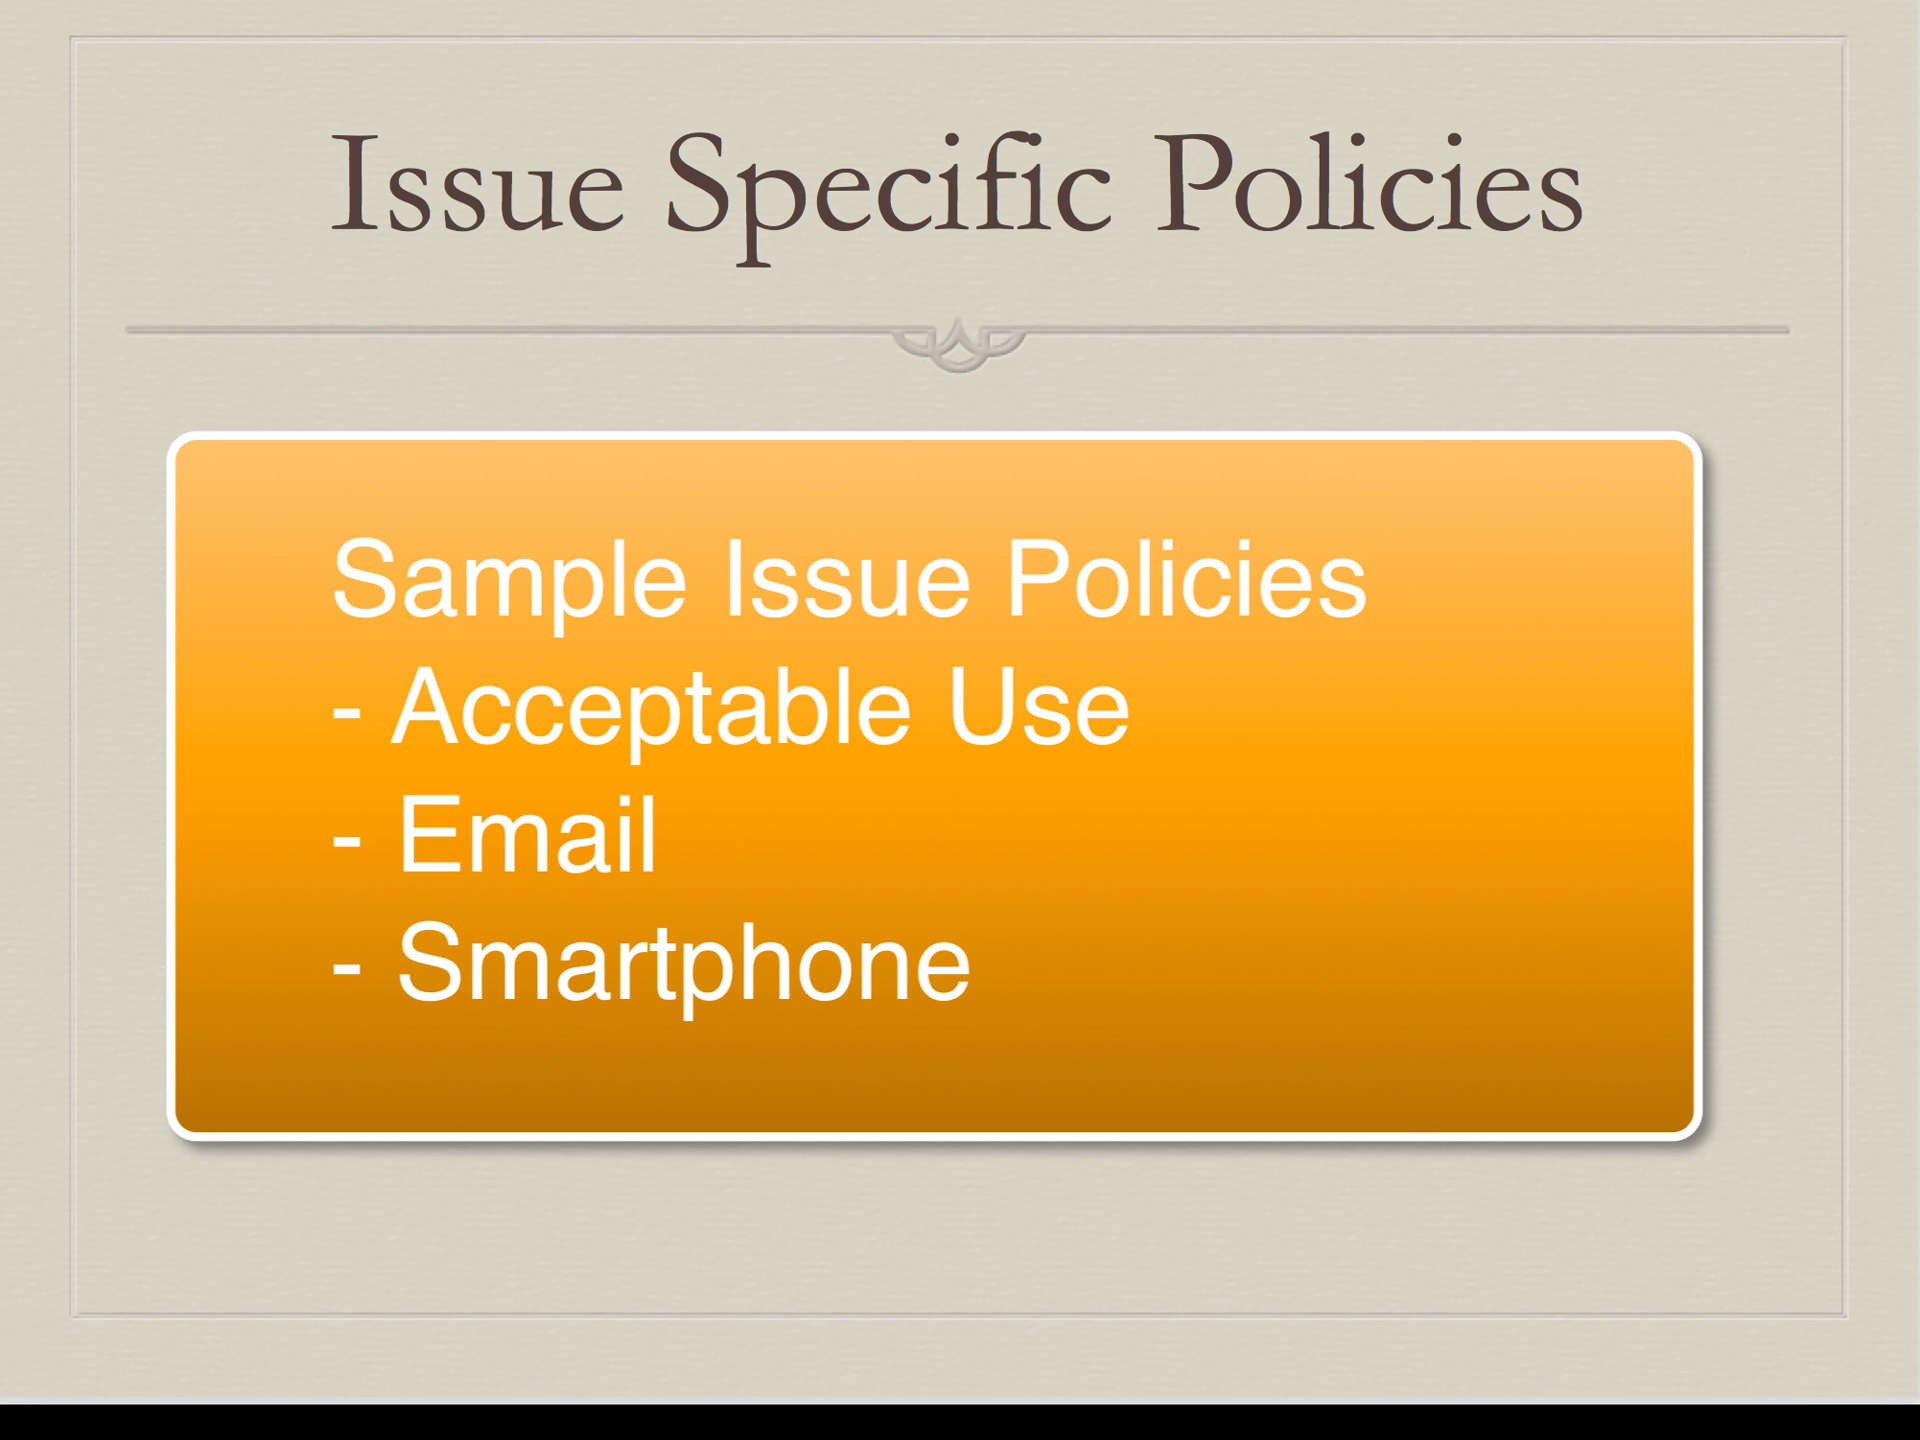 Issue Specific Policies
Sample Issue Policies
- Acceptable Use
- Email
- Smartphone